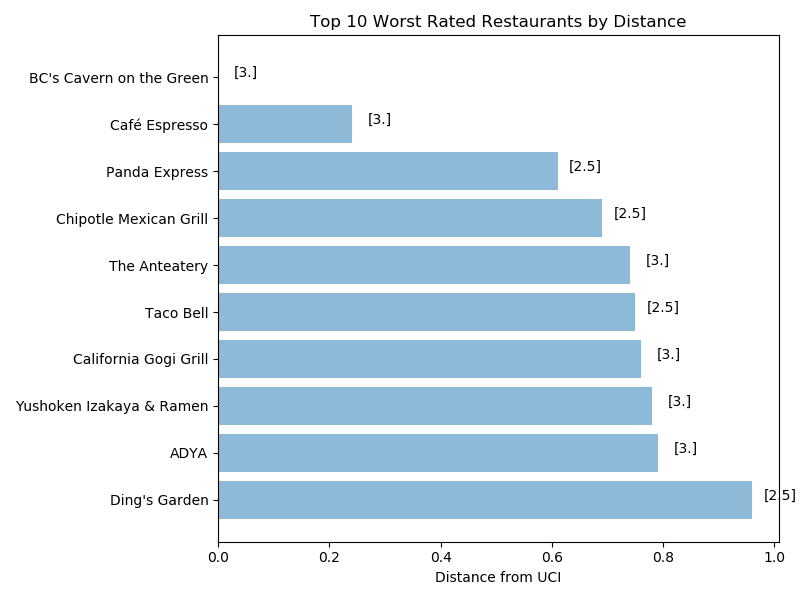 Top 10 Worst Rated Restaurants by Distance
BC's Cavern on the Green [3.]
Café Espresso [3.]
Panda Express [2.5]
Chipotle Mexican Grill [2.5]
The Anteatery [3.]
Taco Bell [2.5]
California Gogi Grill [3.]
Yushoken Izakaya & Ramen [3.]
ADYA [3.]
Ding's Garden [2.5]
0.0 0.2 0.4 0.6 0.8 1.0
Distance from UCI